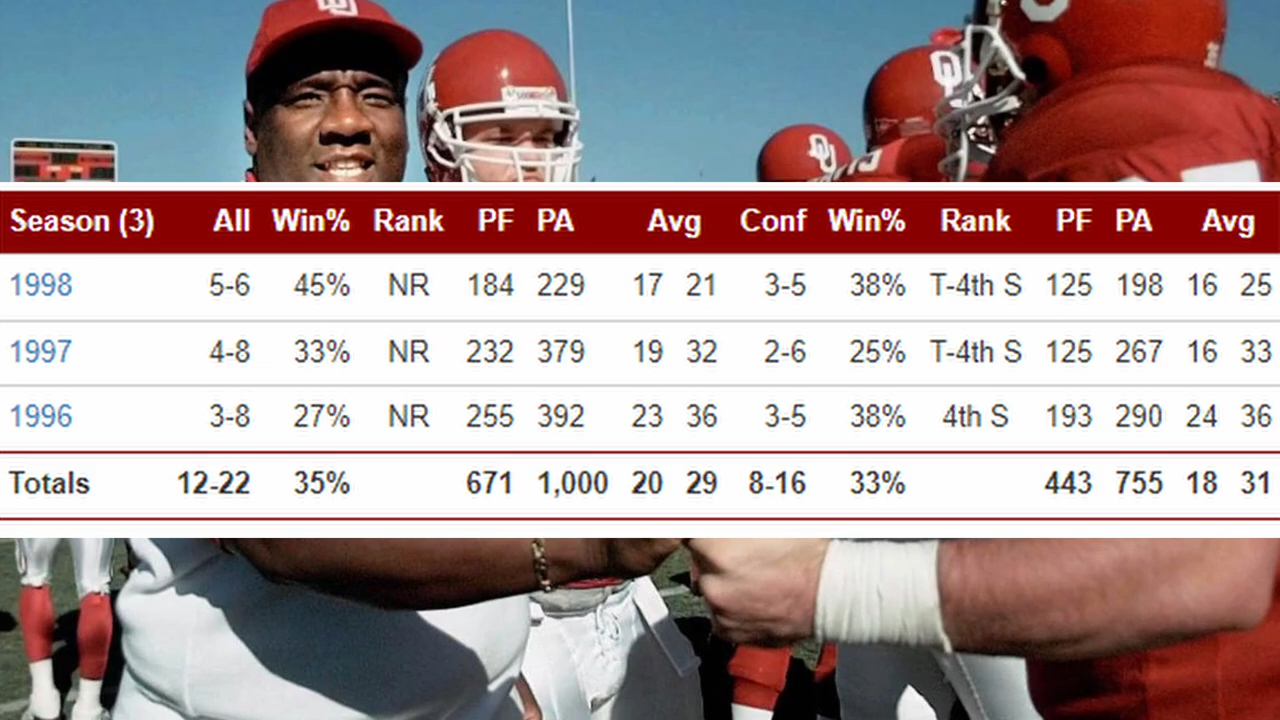 OU
OU
OU
Season (3) All Win% Rank PF PA Avg Conf Win% Rank PF PA Avg
1998 5-6 45% NR 184 229 17 21 3-5 38% T-4th S 125 198 16 25
1997 4-8 33% NR 232 379 19 32 2-6 25% T-4th S 125 267 16 33
1996 3-8 27% NR 255 392 23 36 3-5 38% 4th S 193 290 24 36
Totals 12-22 35% 671 1,000 20 29 8-16 33% 443 755 18 31